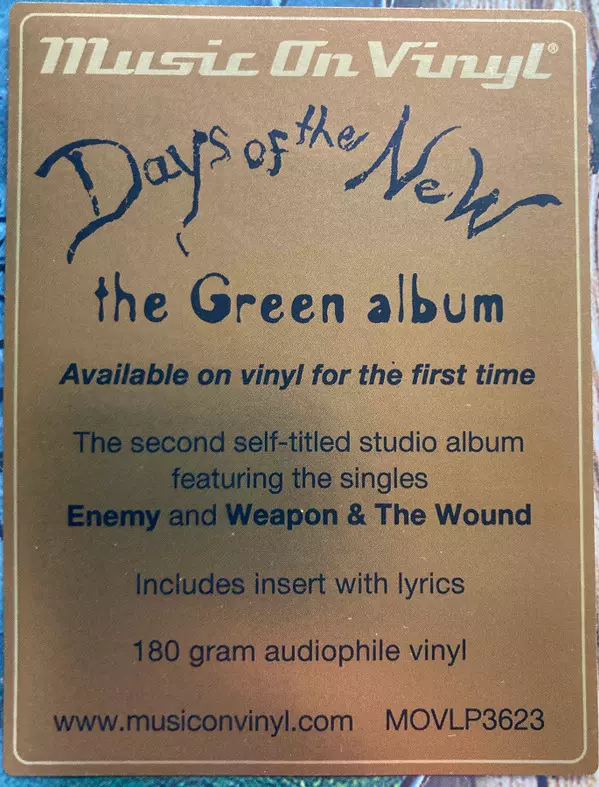 Music On Vinyl®
Days of the New
the Green album
Available on vinyl for the first time
The second self-titled studio album
featuring the singles
Enemy and Weapon & The Wound
Includes insert with lyrics
180 gram audiophile vinyl
www.musiconvinyl.com MOVLP3623